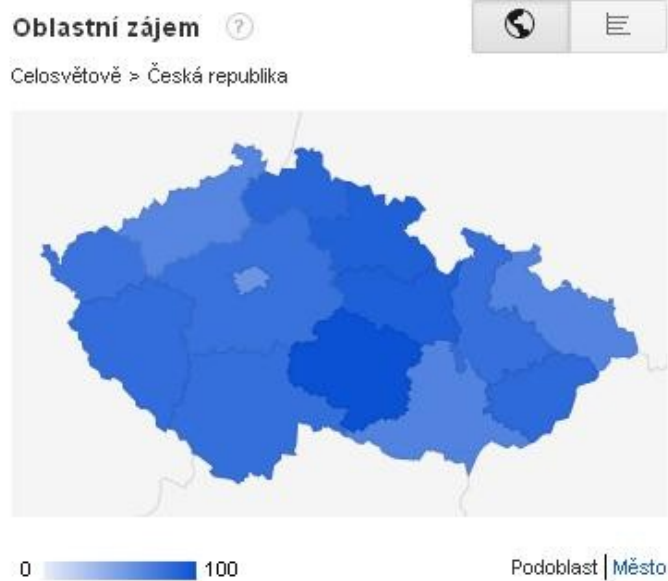 Oblastní zájem ?
Celosvětově > Česká republika
0 100
Podoblast | Město